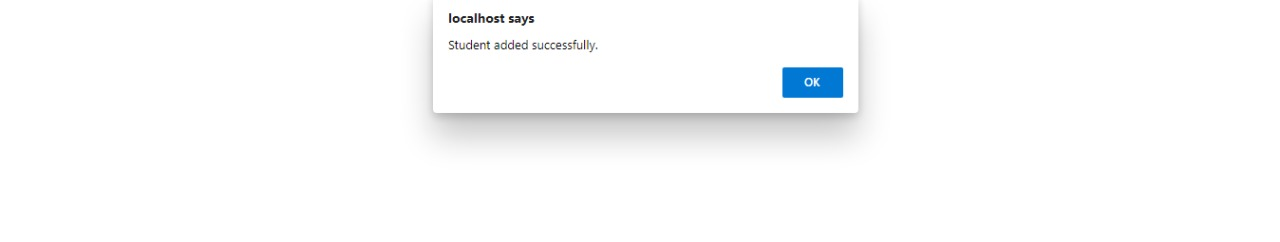 localhost says
Student added successfully.
OK